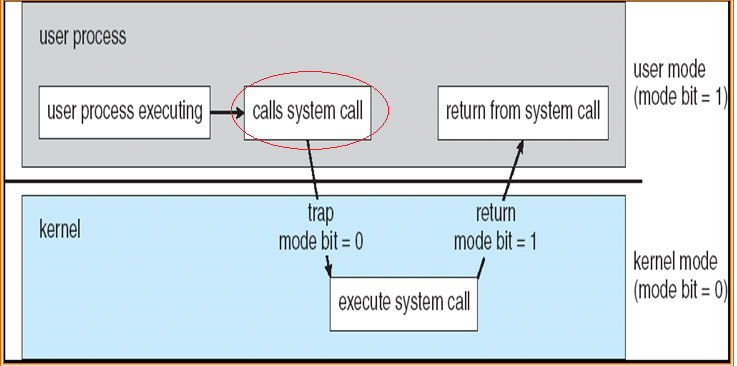 user process
user process executing
calls system call
return from system call
user mode
(mode bit = 1)
trap
mode bit = 0
return
mode bit = 1
kernel
execute system call
kernel mode
(mode bit = 0)